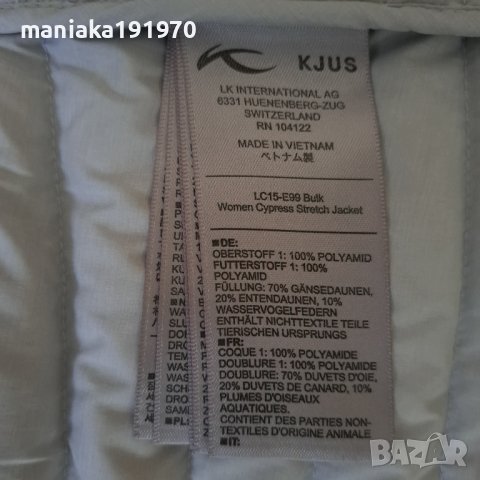 maniaka191970
KJUS
LK INTERNATIONAL AG
6331 HUENENBERG-ZUG
SWITZERLAND
RN 104122
MADE IN VIETNAM
ベトナム製
LC15-E99 Bulk
Women Cypress Stretch Jacket
■DE:
OBERSTOFF 1: 100% POLYAMID
FUTTERSTOFF 1: 100%
POLYAMID
FÜLLUNG: 70% GÄNSEDAUNEN,
20% ENTENDAUNEN, 10%
WASSERVOGELFEDERN
ENTHÄLT NICHTTEXTILE TEILE
TIERISCHEN URSPRUNGS
■FR:
COQUE 1: 100% POLYAMIDE
DOUBLURE 1: 100% POLYAMIDE
DOUBLURE: 70% DUVETS D'OIE,
20% DUVETS DE CANARD, 10%
PLUMES D'OISEAUX
AQUATIQUES.
CONTIENT DES PARTIES NON-
TEXTILES D'ORIGINE ANIMALE
■IT:
BAZAR